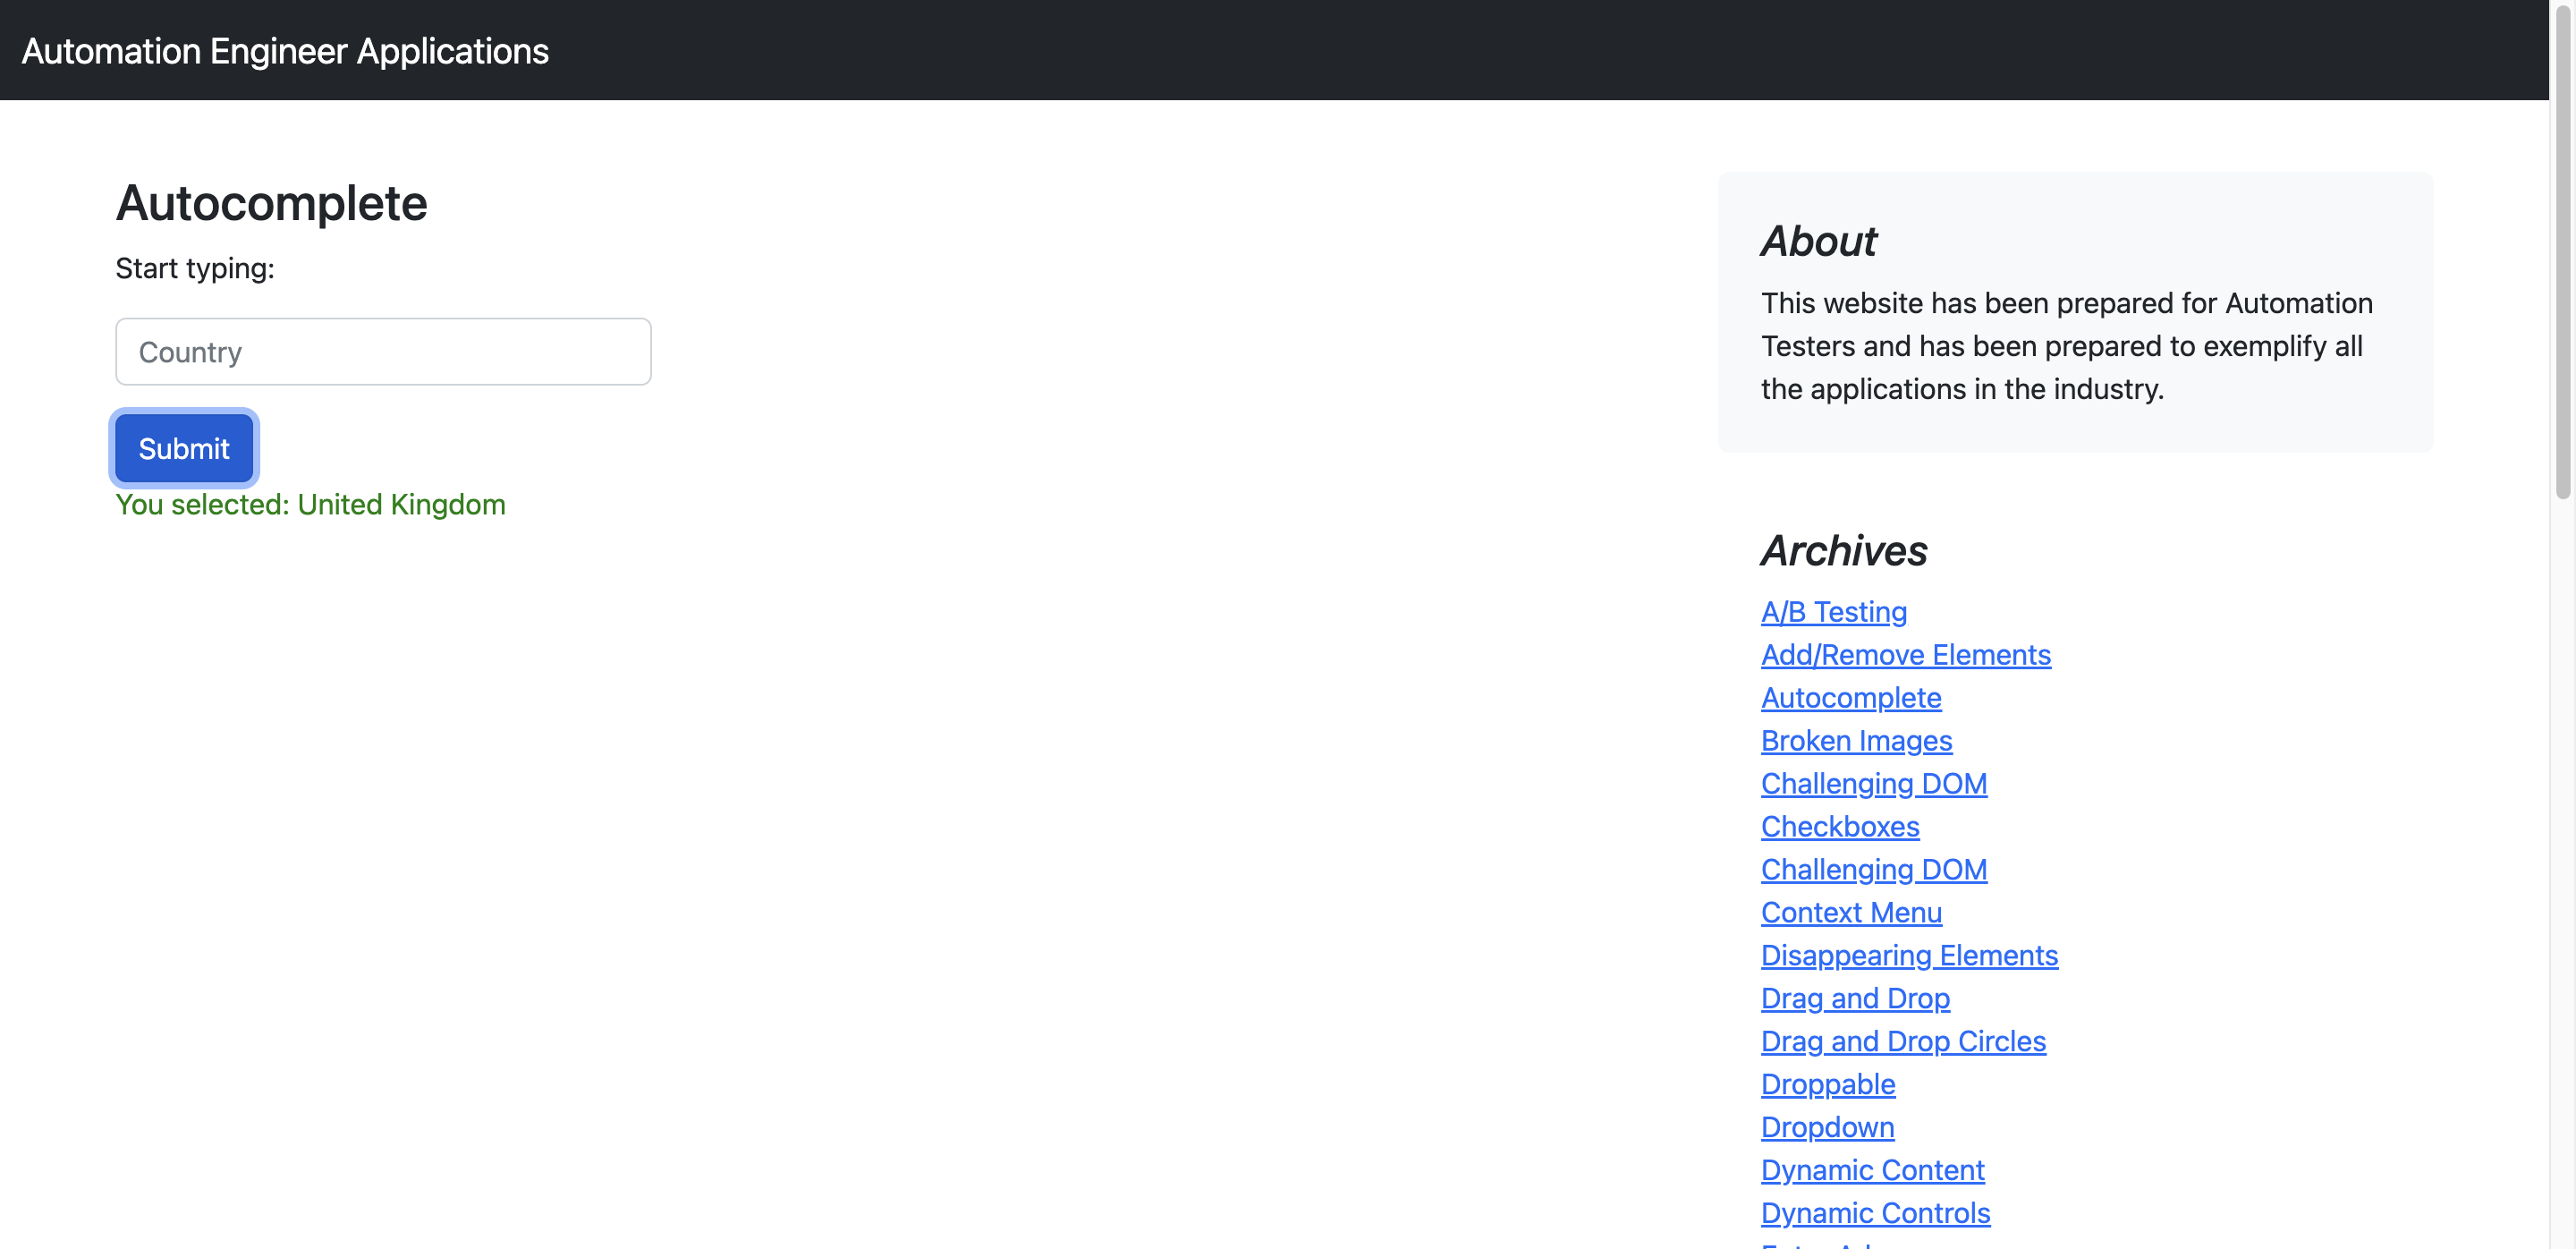 Automation Engineer Applications
Autocomplete
Start typing:
Country
Submit
You selected: United Kingdom
About
This website has been prepared for Automation
Testers and has been prepared to exemplify all
the applications in the industry.
Archives
A/B Testing
Add/Remove Elements
Autocomplete
Broken Images
Challenging DOM
Checkboxes
Challenging DOM
Context Menu
Disappearing Elements
Drag and Drop
Drag and Drop Circles
Droppable
Dropdown
Dynamic Content
Dynamic Controls